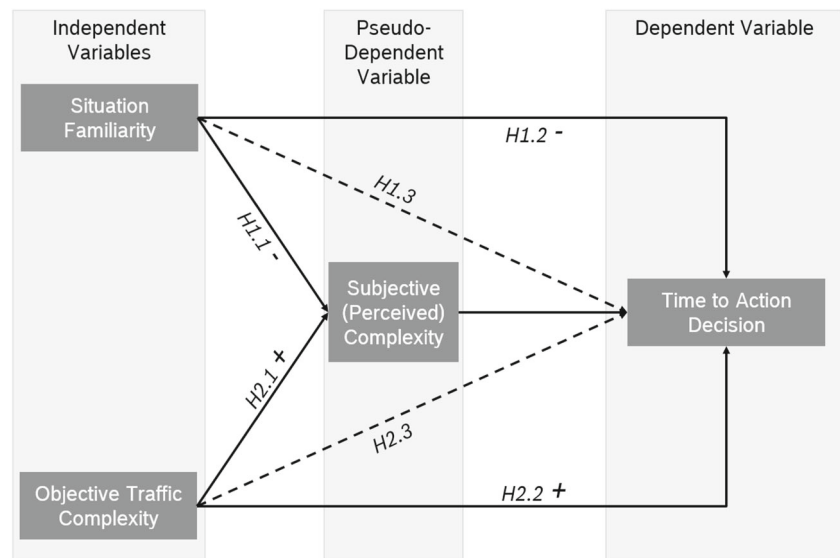 Independent
Variables
Pseudo-
Dependent
Variable
Dependent Variable
Situation
Familiarity
H1.2 -
H1.3
H1.1 -
Subjective
(Perceived)
Complexity
Time to Action
Decision
H2.1 +
H2.3
Objective Traffic
Complexity
H2.2 +